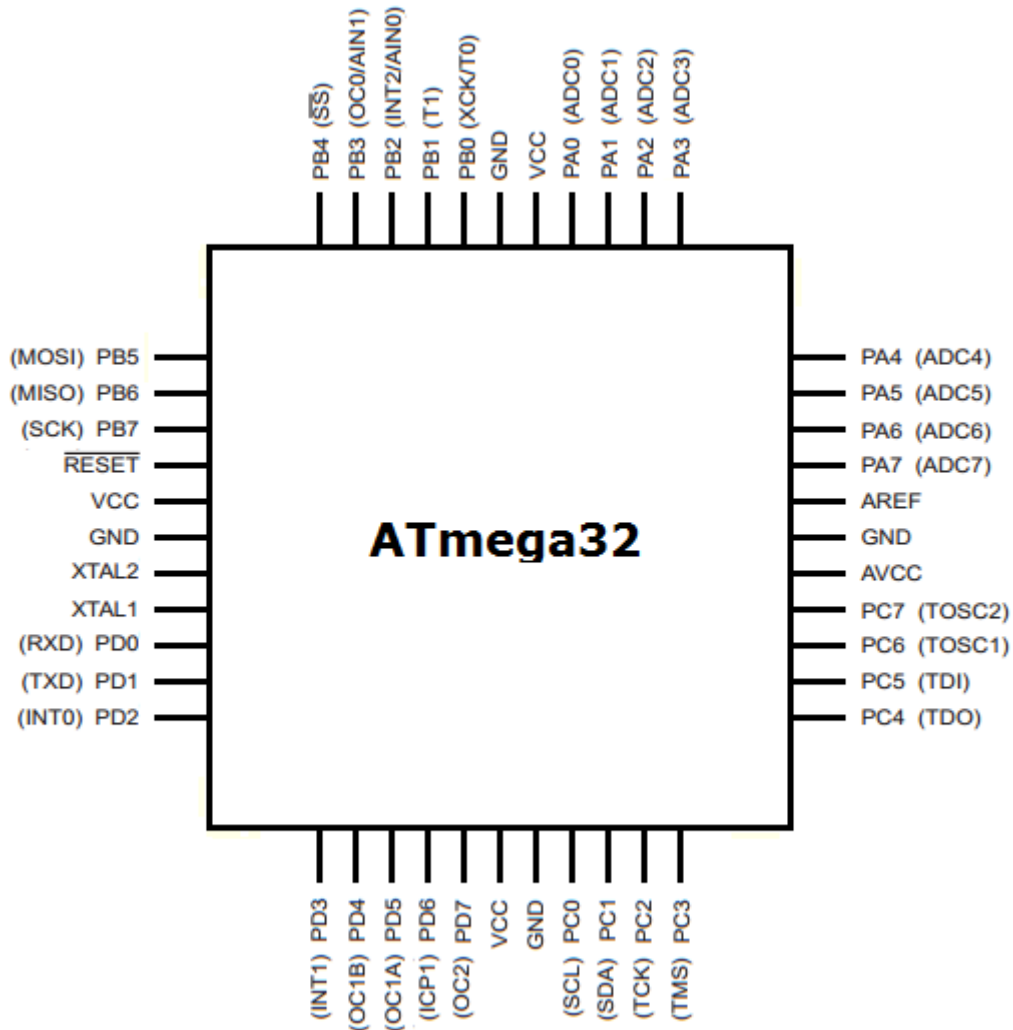 PB4 (SS)
PB3 (OC0/AIN1)
PB2 (INT2/AIN0)
PB1 (T1)
PB0 (XCK/T0)
GND
VCC
PA0 (ADC0)
PA1 (ADC1)
PA2 (ADC2)
PA3 (ADC3)
(MOSI) PB5
(MISO) PB6
(SCK) PB7
RESET
VCC
GND
XTAL2
XTAL1
(RXD) PD0
(TXD) PD1
(INT0) PD2
ATmega32
PA4 (ADC4)
PA5 (ADC5)
PA6 (ADC6)
PA7 (ADC7)
AREF
GND
AVCC
PC7 (TOSC2)
PC6 (TOSC1)
PC5 (TDI)
PC4 (TDO)
(INT1) PD3
(OC1B) PD4
(OC1A) PD5
(ICP1) PD6
(OC2) PD7
VCC
GND
(SCL) PC0
(SDA) PC1
(TCK) PC2
(TMS) PC3